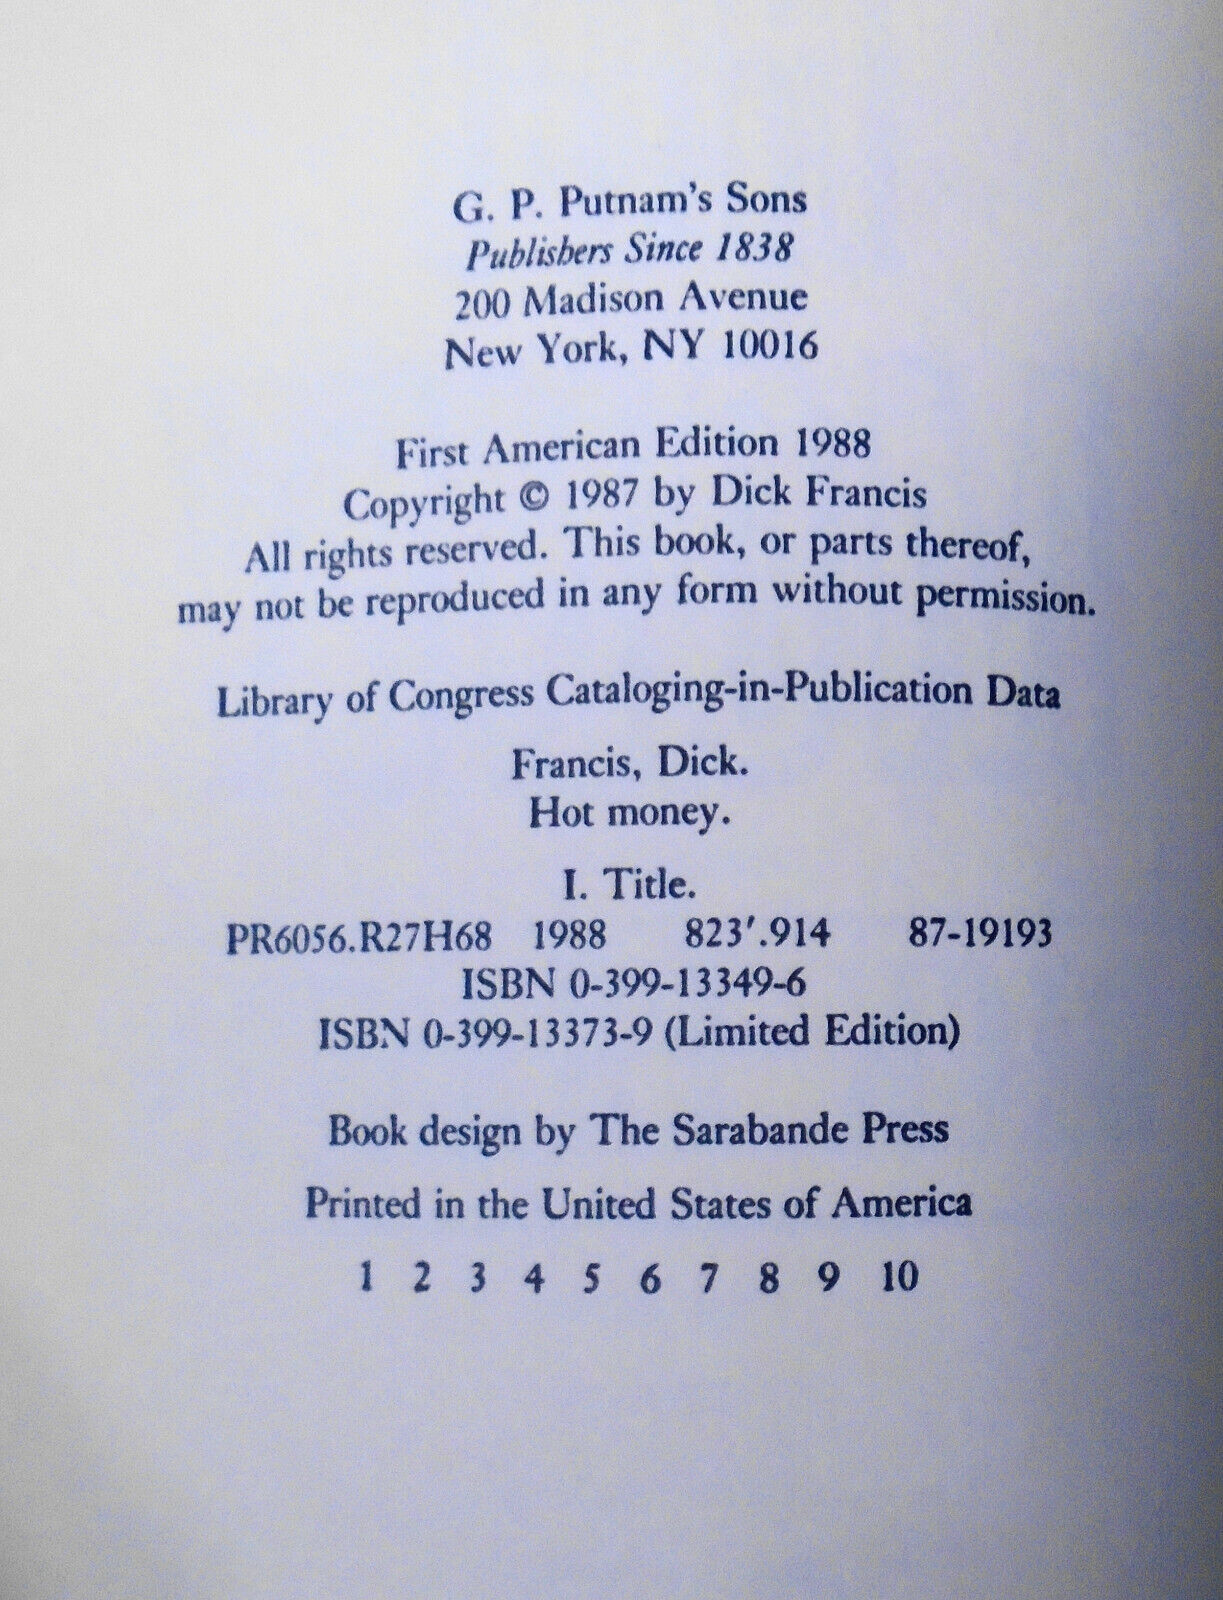 G. P. Putnam's Sons
Publishers Since 1838
200 Madison Avenue
New York, NY 10016
First American Edition 1988
Copyright © 1987 by Dick Francis
All rights reserved. This book, or parts thereof,
may not be reproduced in any form without permission.
Library of Congress Cataloging-in-Publication Data
Francis, Dick.
Hot money.
I. Title.
PR6056.R27H68 1988 823'.914 87-19193
ISBN 0-399-13349-6
ISBN 0-399-13373-9 (Limited Edition)
Book design by The Sarabande Press
Printed in the United States of America
1 2 3 4 5 6 7 8 9 10